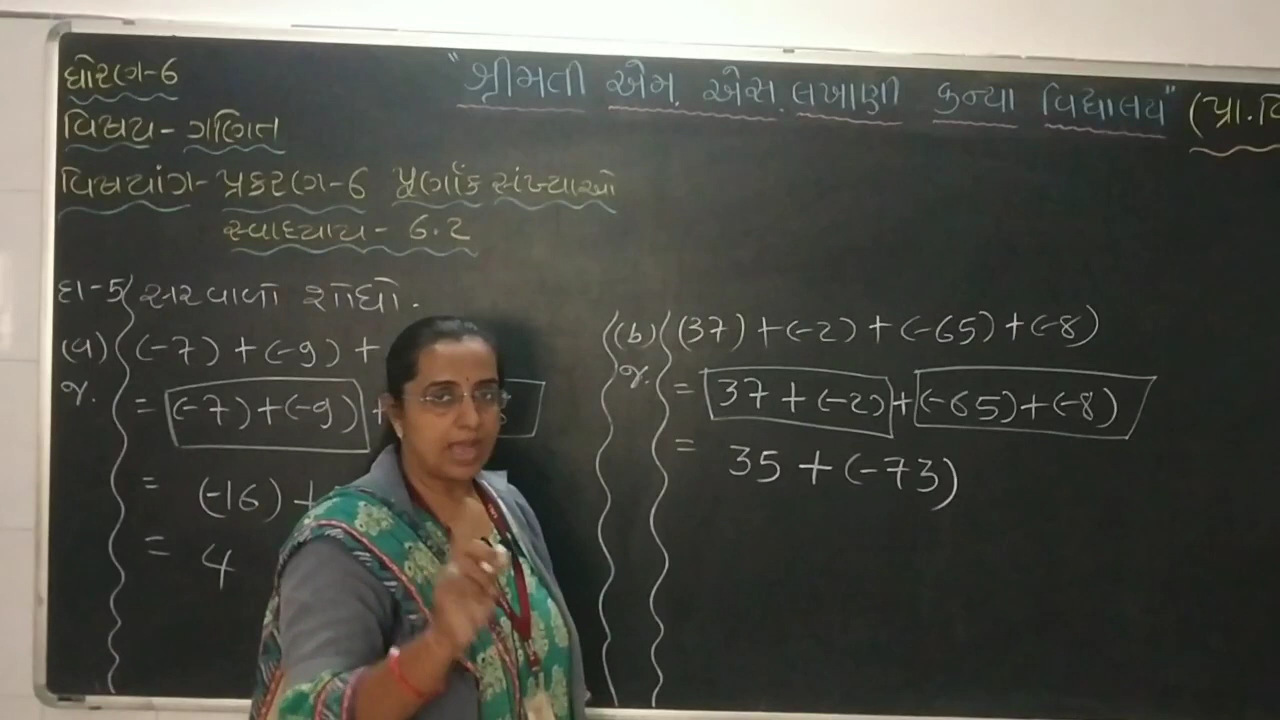 ધોરણ-6
"શ્રીમતી એમ. એસ. લખાણી કન્યા વિદ્યાલય" (પ્રા.વિ
વિષય- ગણિત
વિષયાંગ- પ્રકરણ-6 પૂર્ણાંક સંખ્યાઓ
સ્વાધ્યાય- 6.2
દા-5 સરવાળો શોધો.
(a) (-7) + (-9) +
જ. = (-7) + (-9) +
= (-16) +
= 4
(b) (37) + (-2) + (-65) + (-8)
જ. = 37 + (-2) + (-65) + (-8)
= 35 + (-73)